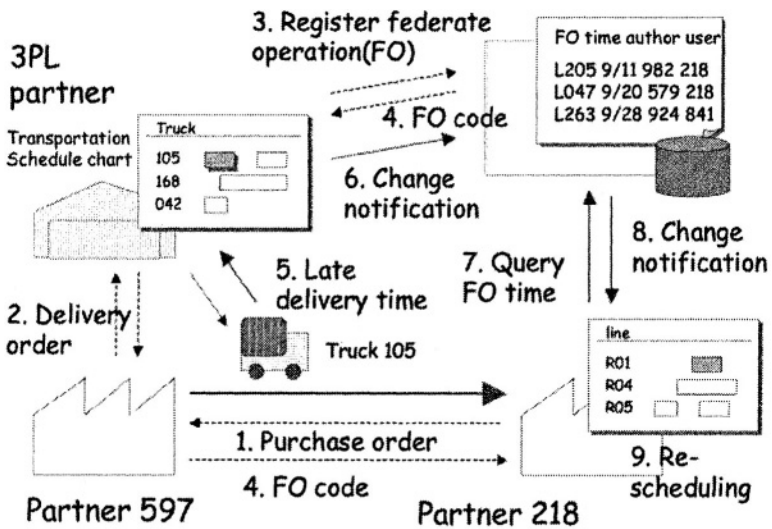 3. Register federate
operation(FO)
3PL
partner
Transportation
Schedule chart
Truck
105
168
042
4. FO code
6. Change
notification
FO time author user
L205 9/11 982 218
L047 9/20 579 218
L263 9/28 924 841
5. Late
delivery time
7. Query
FO time
8. Change
notification
2. Delivery
order
Truck 105
line
R01
R04
R05
1. Purchase order
4. FO code
9. Re-
scheduling
Partner 597
Partner 218